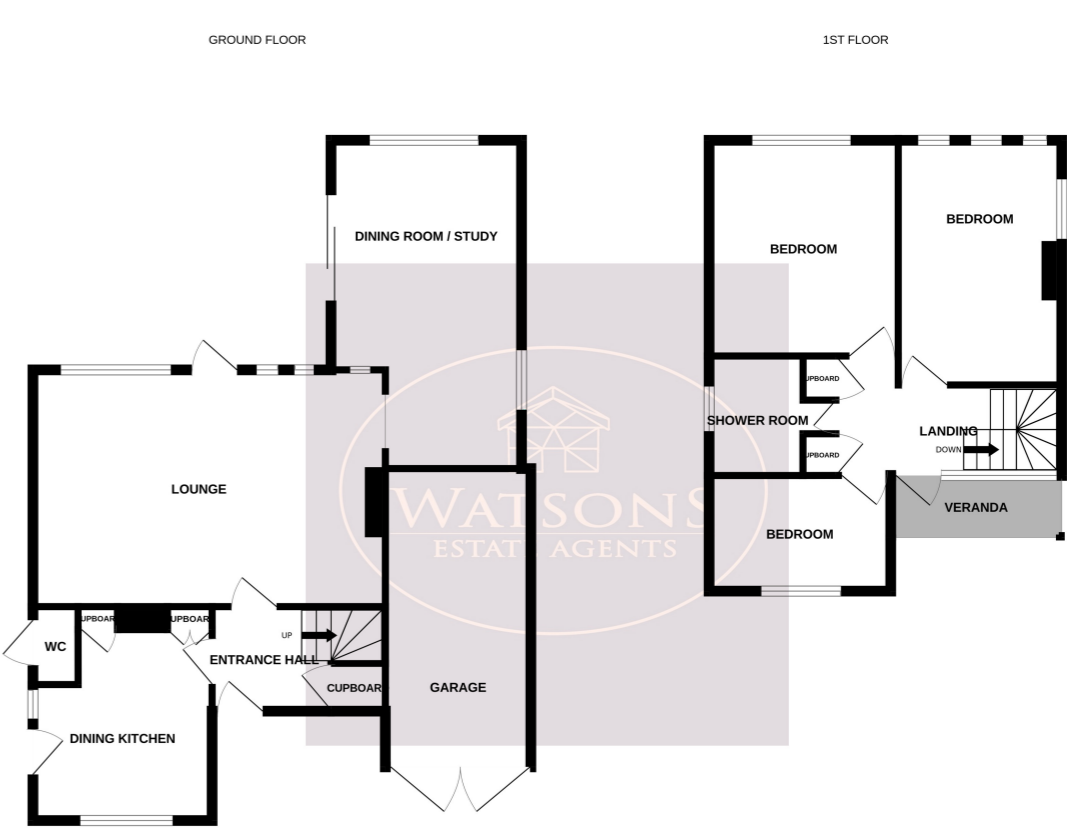 GROUND FLOOR
1ST FLOOR
DINING ROOM / STUDY
BEDROOM
BEDROOM
UPBOARD
SHOWER ROOM
LANDING
DOWN
UPBOARD
LOUNGE
WATSONS
ESTATE AGENTS
VERANDA
BEDROOM
UPBOAR
UPBOAR
WC
UP
ENTRANCE HALL
CUPBOAR
GARAGE
DINING KITCHEN